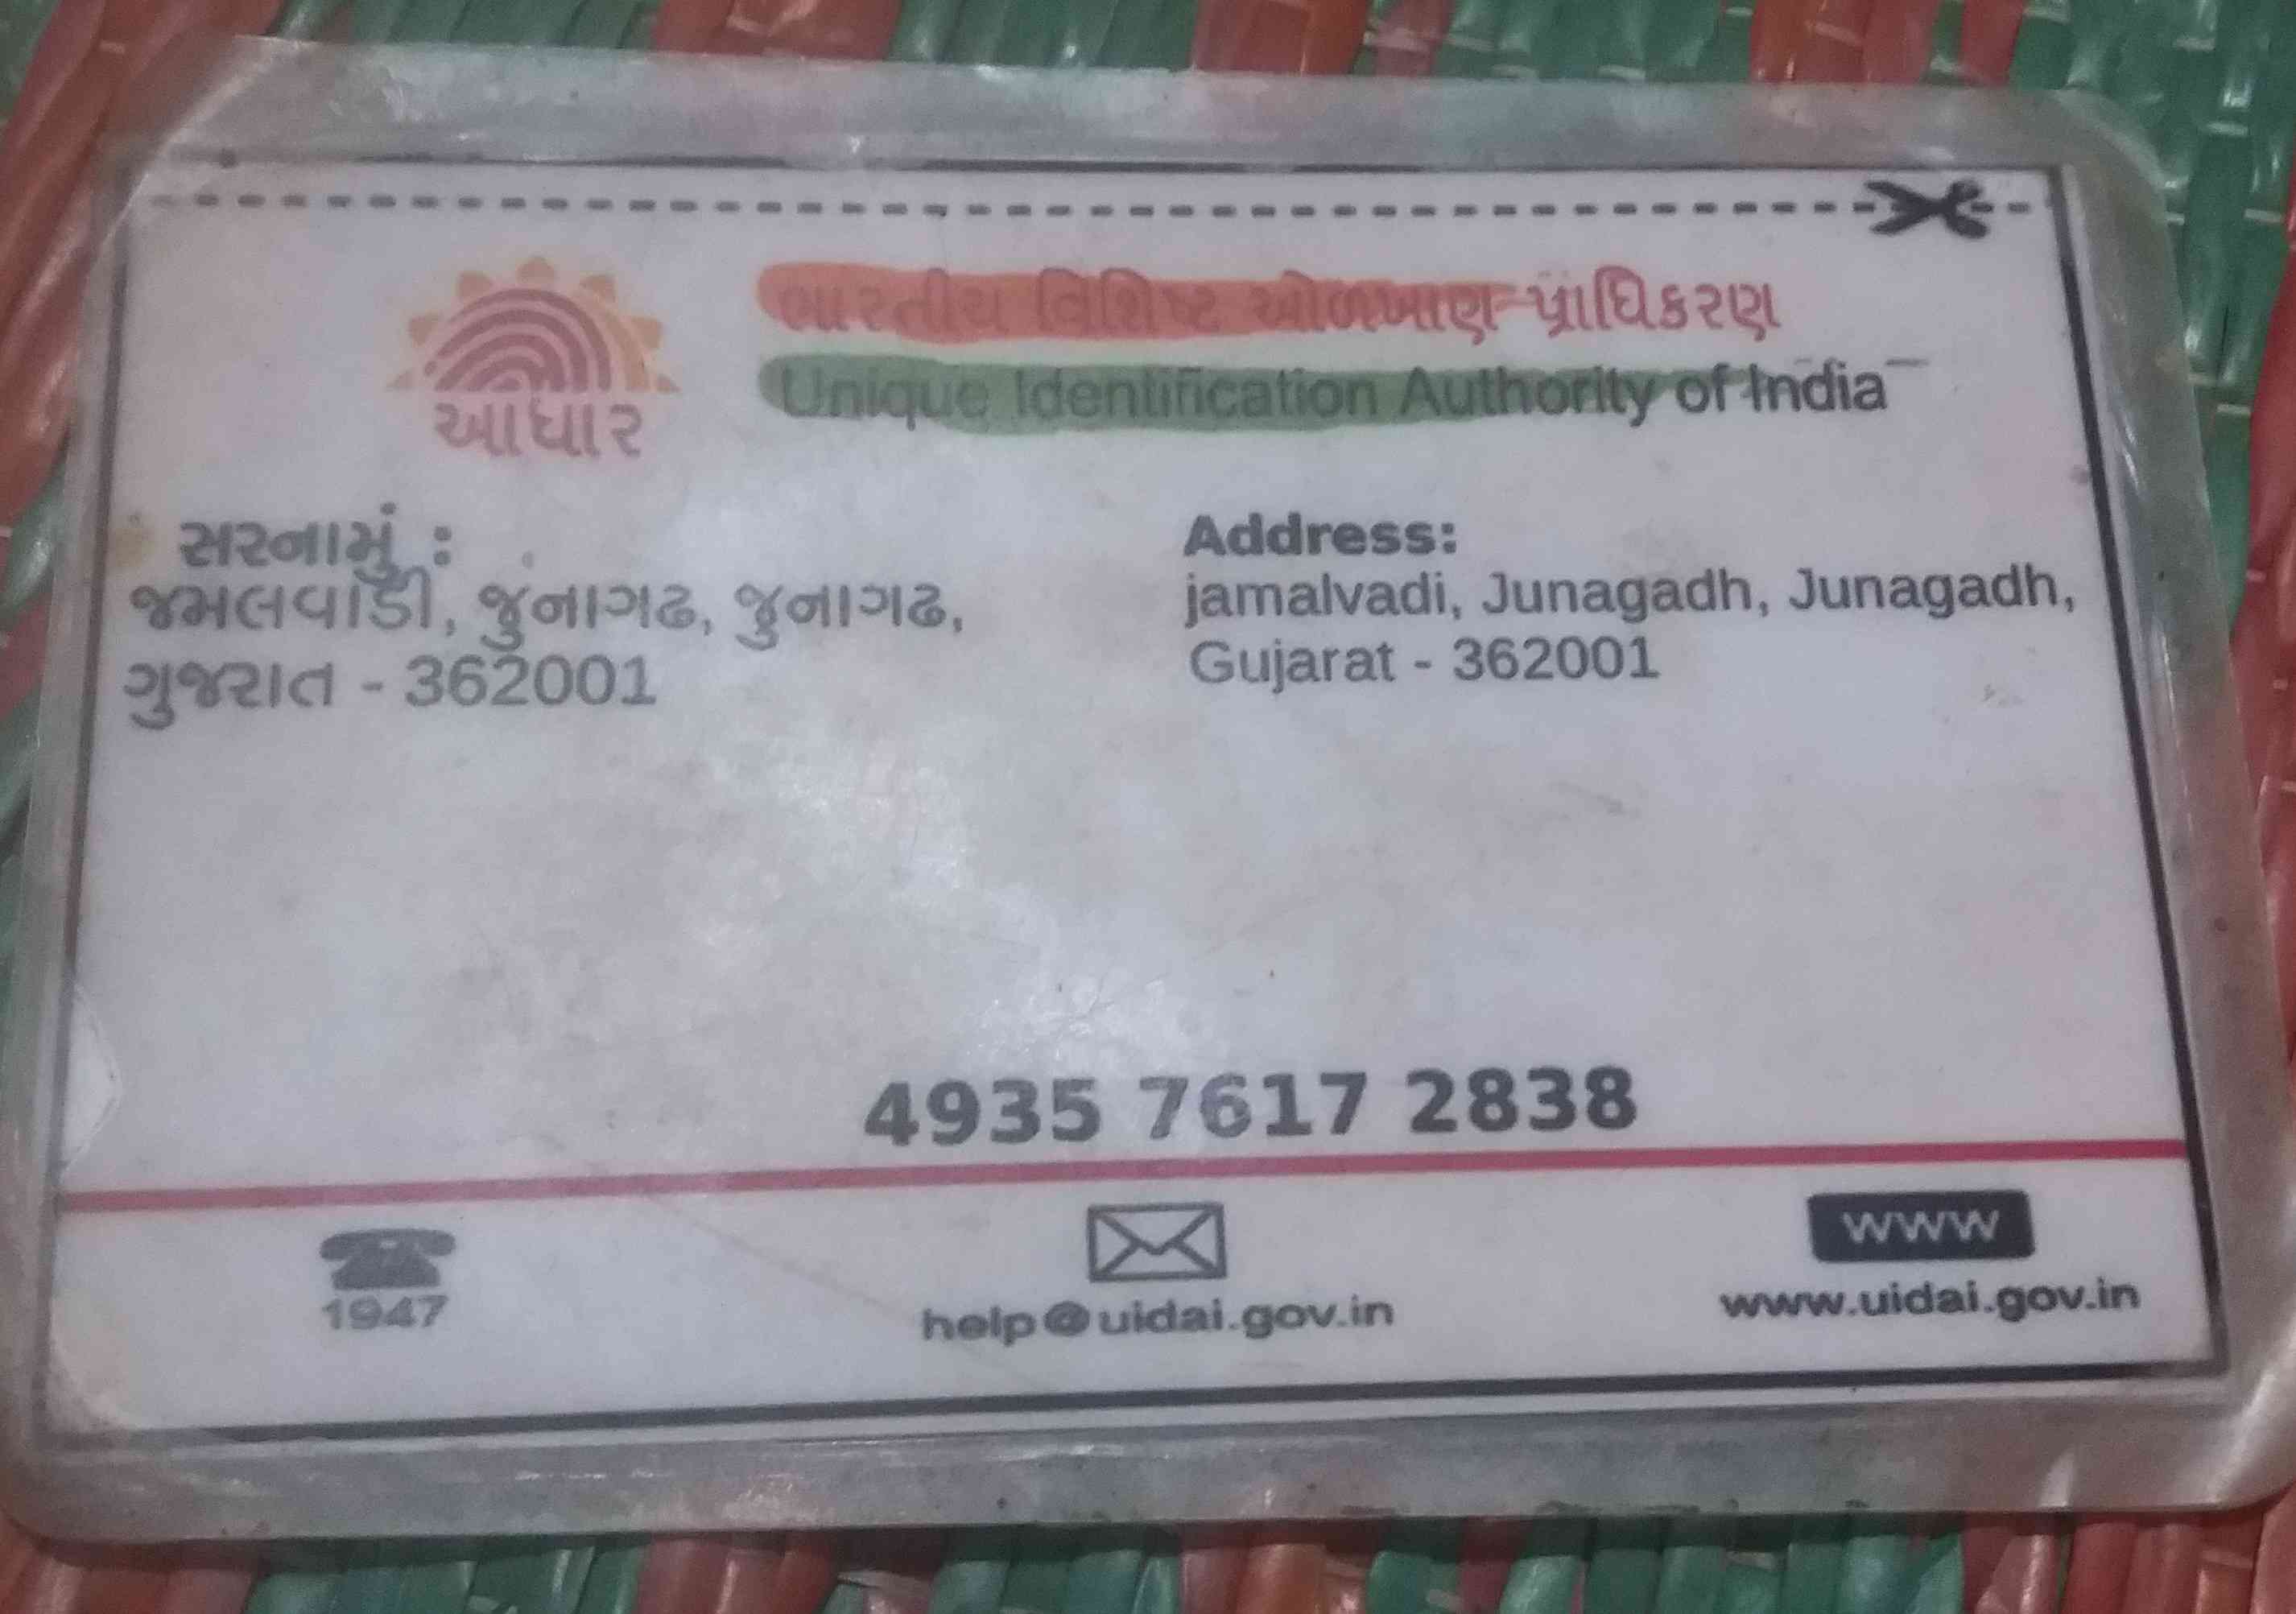 ભારતીય વિશિષ્ટ ઓળખાણ પ્રાધિકરણ
Unique Identification Authority of India
આધાર
સરનામું :
જમલવાડી, જુનાગઢ, જુનાગઢ,
ગુજરાત - 362001
Address:
jamalvadi, Junagadh, Junagadh,
Gujarat - 362001
4935 7617 2838
1947
help@uidai.gov.in
www
www.uidai.gov.in